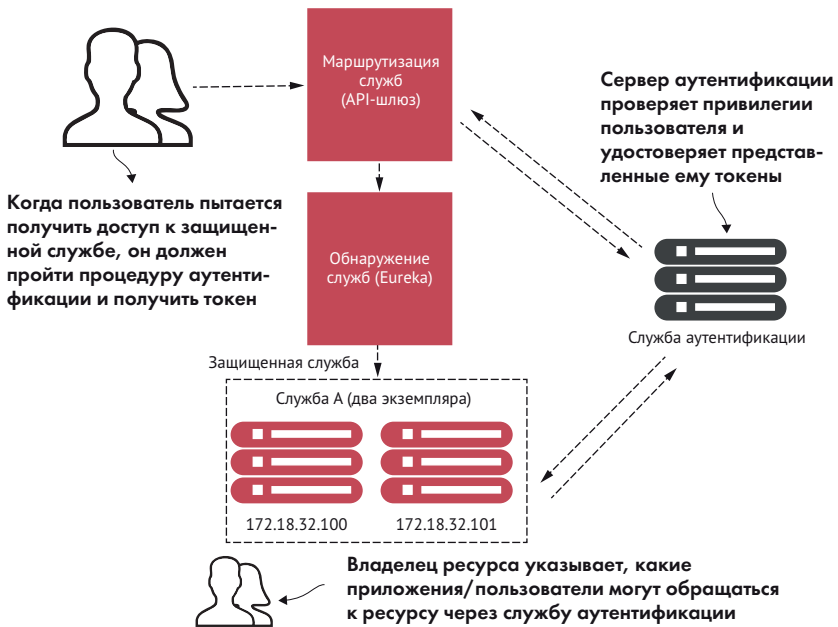 Маршрутизация
служб
(API-шлюз)
Сервер аутентификации
проверяет привилегии
пользователя и
удостоверяет представ-
ленные ему токены
Когда пользователь пытается
получить доступ к защищен-
ной службе, он должен
пройти процедуру аутенти-
фикации и получить токен
Обнаружение
служб (Eureka)
Служба аутентификации
Защищенная служба
Служба А (два экземпляра)
172.18.32.100
172.18.32.101
Владелец ресурса указывает, какие
приложения/пользователи могут обращаться
к ресурсу через службу аутентификации